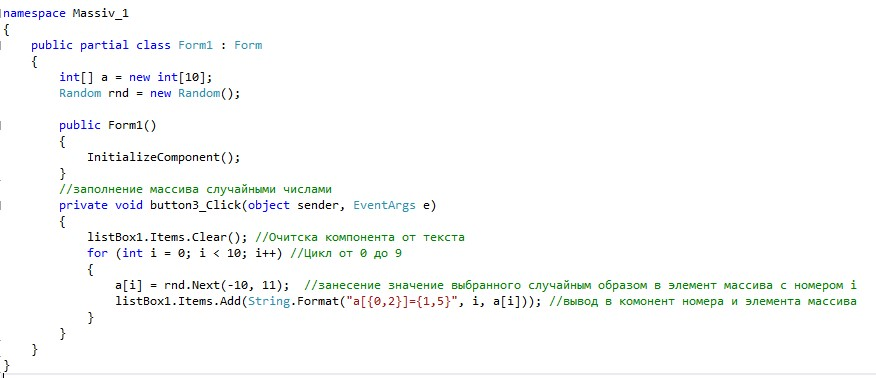 namespace Massiv_1
{
    public partial class Form1 : Form
    {
        int[] a = new int[10];
        Random rnd = new Random();

        public Form1()
        {
            InitializeComponent();
        }
        //заполнение массива случайными числами
        private void button3_Click(object sender, EventArgs e)
        {
            listBox1.Items.Clear(); //Очитска компонента от текста
            for (int i = 0; i < 10; i++) //Цикл от 0 до 9
            {
                a[i] = rnd.Next(-10, 11);  //занесение значение выбранного случайным образом в элемент массива с номером i
                listBox1.Items.Add(String.Format("a[{0,2}]={1,5}", i, a[i])); //вывод в комонент номера и элемента массива
            }
        }
    }
}